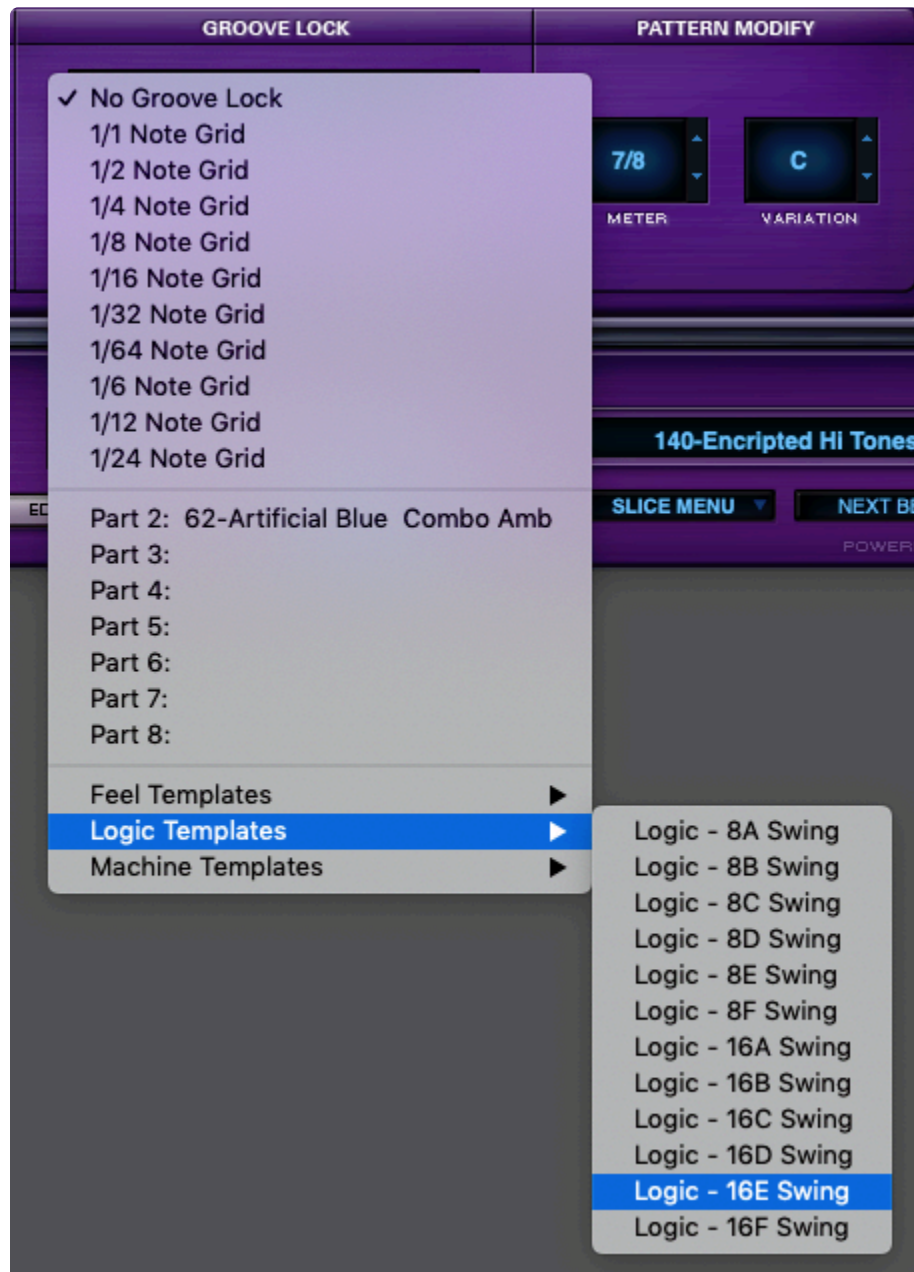 GROOVE LOCK
PATTERN MODIFY
✓ No Groove Lock
1/1 Note Grid
1/2 Note Grid
1/4 Note Grid
1/8 Note Grid
1/16 Note Grid
1/32 Note Grid
1/64 Note Grid
1/6 Note Grid
1/12 Note Grid
1/24 Note Grid
Part 2:  62-Artificial Blue  Combo Amb
Part 3:
Part 4:
Part 5:
Part 6:
Part 7:
Part 8:
Feel Templates
Logic Templates
Machine Templates
7/8
C
METER
VARIATION
140-Encripted Hi Tones
SLICE MENU
NEXT
POWER
Logic - 8A Swing
Logic - 8B Swing
Logic - 8C Swing
Logic - 8D Swing
Logic - 8E Swing
Logic - 8F Swing
Logic - 16A Swing
Logic - 16B Swing
Logic - 16C Swing
Logic - 16D Swing
Logic - 16E Swing
Logic - 16F Swing